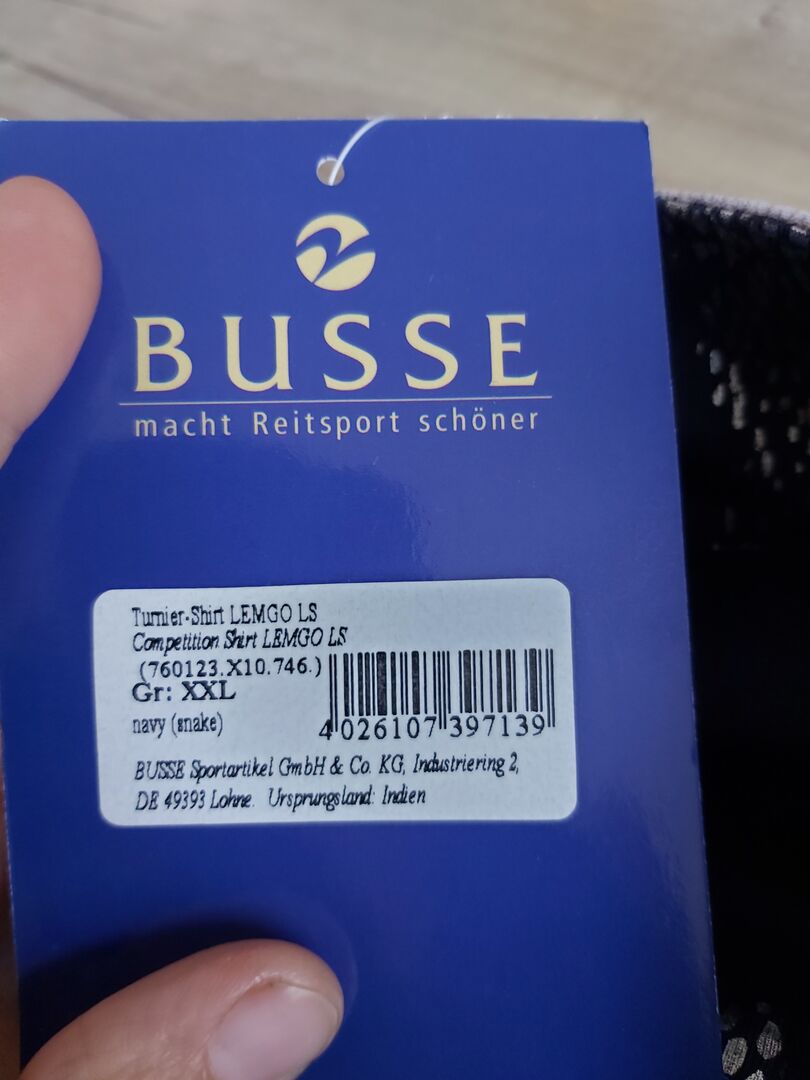 BUSSE
macht Reitsport schöner
Turnier-Shirt LEMGO LS
Competition Shirt LEMGO LS
(760123.X10.746.)
Gr: XXL
navy (snake)
4 026107 397139
BUSSE Sportartikel GmbH & Co. KG, Industriering 2,
DE 49393 Lohne. Ursprungsland: Indien